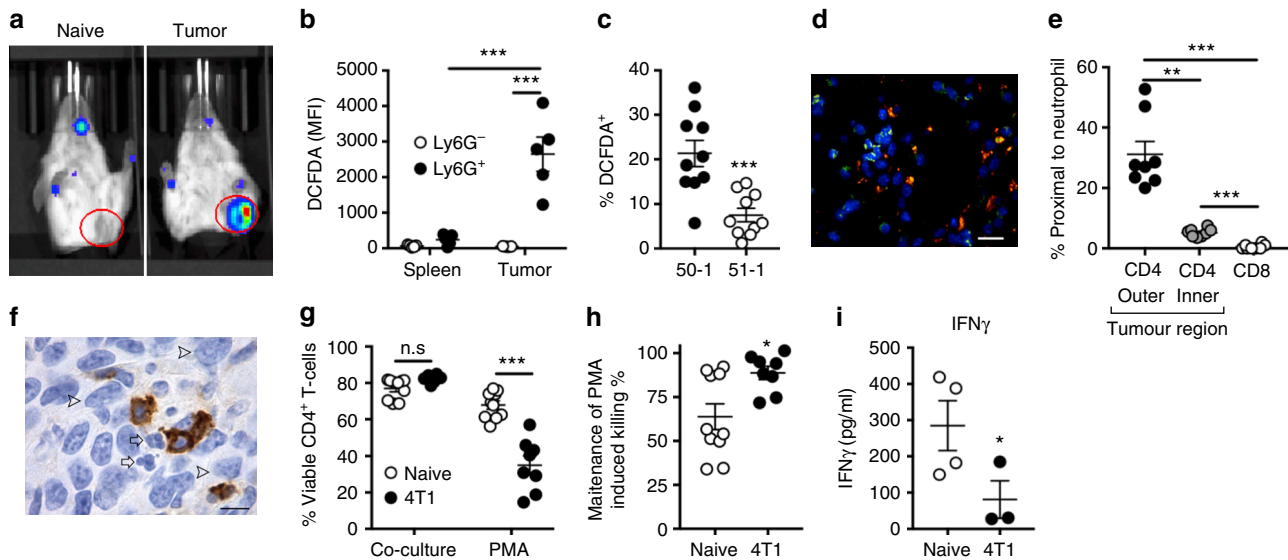 a
Naive
Tumor
b
DCFDA (MFI)
5000
4000
3000
2000
1000
0
***
***
Ly6G−
Ly6G+
Spleen
Tumor
c
% DCFDA+
40
30
20
10
0
***
50-1
51-1
d
e
% Proximal to neutrophil
60
40
20
0
***
**
***
CD4
CD4
CD8
Outer
Inner
Tumour region
f
g
% Viable CD4+ T-cells
100
80
60
40
20
0
n.s
***
Naive
4T1
Co-culture
PMA
h
Maitenance of PMA
induced killing %
100
75
50
25
0
*
Naive
4T1
i
IFNγ
IFNγ (pg/ml)
500
400
300
200
100
0
*
Naive
4T1